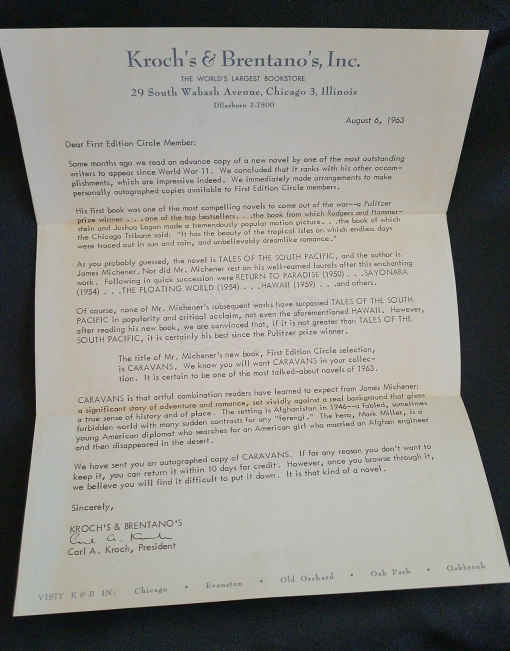 Kroch's & Brentano's, Inc.
THE WORLD'S LARGEST BOOKSTORE
29 South Wabash Avenue, Chicago 3, Illinois
DEarborn 2-7500
August 6, 1963
Dear First Edition Circle Member:
Some months ago we read an advance copy of a new novel by one of the most outstanding
writers to appear since World War 11. We concluded that it ranks with his other accom-
plishments, which are impressive indeed. We immediately made arrangements to make
personally autographed copies available to First Edition Circle members.
His first book was one of the most compelling novels to come out of the war--a Pulitzer
prize winner . . . .one of the top bestsellers. . .the book from which Rodgers and Hammer-
stein and Joshua Logan made a tremendously popular motion picture. . .the book of which
the Chicago Tribune said: "It has the beauty of the tropical isles on which endless days
were traced out in sun and rain, and unbelievably dreamlike romance."
As you probably guessed, the novel is TALES OF THE SOUTH PACIFIC, and the author is
James Michener. Nor did Mr. Michener rest on his well-earned laurels after this enchanting
work. Following in quick succession were RETURN TO PARADISE (1950) . . .SAYONARA
(1954) . . .THE FLOATING WORLD (1954) . . .HAWAII (1959) . . .and others.
Of course, none of Mr. Michener's subsequent works have surpassed TALES OF THE SOUTH
PACIFIC in popularity and critical acclaim, not even the aforementioned HAWAII. However,
after reading his new book, we are convinced that, if it is not greater than TALES OF THE
SOUTH PACIFIC, it is certainly his best since the Pulitzer prize winner.
The title of Mr. Michener's new book, First Edition Circle selection,
is CARAVANS. We know you will want CARAVANS in your collec-
tion. It is certain to be one of the most talked-about novels of 1963.
CARAVANS is that artful combination readers have learned to expect from James Michener:
a significant story of adventure and romance, set vividly against a real background that gives
a true sense of history and of place. The setting is Afghanistan in 1946--a fabled, sometimes
forbidden world with many sudden contrasts for any "ferengi." The hero, Mark Miller, is a
young American diplomat who searches for an American girl who married an Afghan engineer
and then disappeared in the desert.
We have sent you an autographed copy of CARAVANS. If for any reason you don't want to
keep it, you can return it within 10 days for credit. However, once you browse through it,
we believe you will find it difficult to put it down. It is that kind of a novel.
Sincerely,
KROCH'S & BRENTANO'S
Carl A. Kroch
Carl A. Kroch, President
VISIT K & B IN: Chicago • Evanston • Old Orchard • Oak Park • Oakbrook